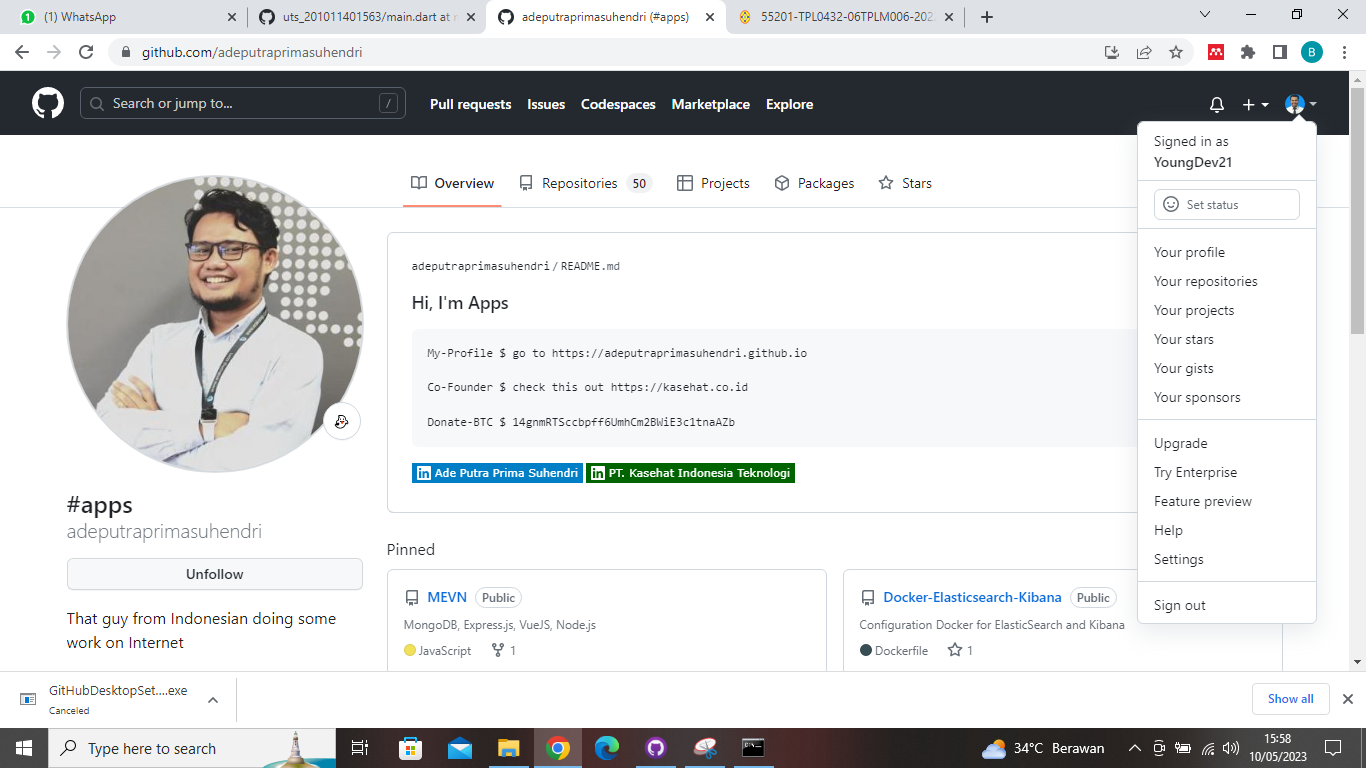 (1) WhatsApp
uts_201011401563/main.dart at
adeputraprimasuhendri (#apps)
55201-TPL0432-06TPLM006-202
github.com/adeputraprimasuhendri
B
Search or jump to...
/
Pull requests
Issues
Codespaces
Marketplace
Explore
Signed in as
YoungDev21
Set status
Your profile
Your repositories
Your projects
Your stars
Your gists
Your sponsors
Upgrade
Try Enterprise
Feature preview
Help
Settings
Sign out
Overview
Repositories 50
Projects
Packages
Stars
adeputraprimasuhendri / README.md
Hi, I'm Apps
My-Profile $ go to https://adeputraprimasuhendri.github.io
Co-Founder $ check this out https://kasehat.co.id
Donate-BTC $ 14gnmRTSccbpff6UmhCm2BWiE3c1tnaAZb
in Ade Putra Prima Suhendri
in PT. Kasehat Indonesia Teknologi
#apps
adeputraprimasuhendri
Unfollow
That guy from Indonesian doing some
work on Internet
Pinned
MEVN Public
MongoDB, Express.js, VueJS, Node.js
JavaScript 1
Docker-Elasticsearch-Kibana Public
Configuration Docker for ElasticSearch and Kibana
Dockerfile 1
GitHubDesktopSet....exe
Canceled
Show all
Type here to search
34°C Berawan
15:58
10/05/2023